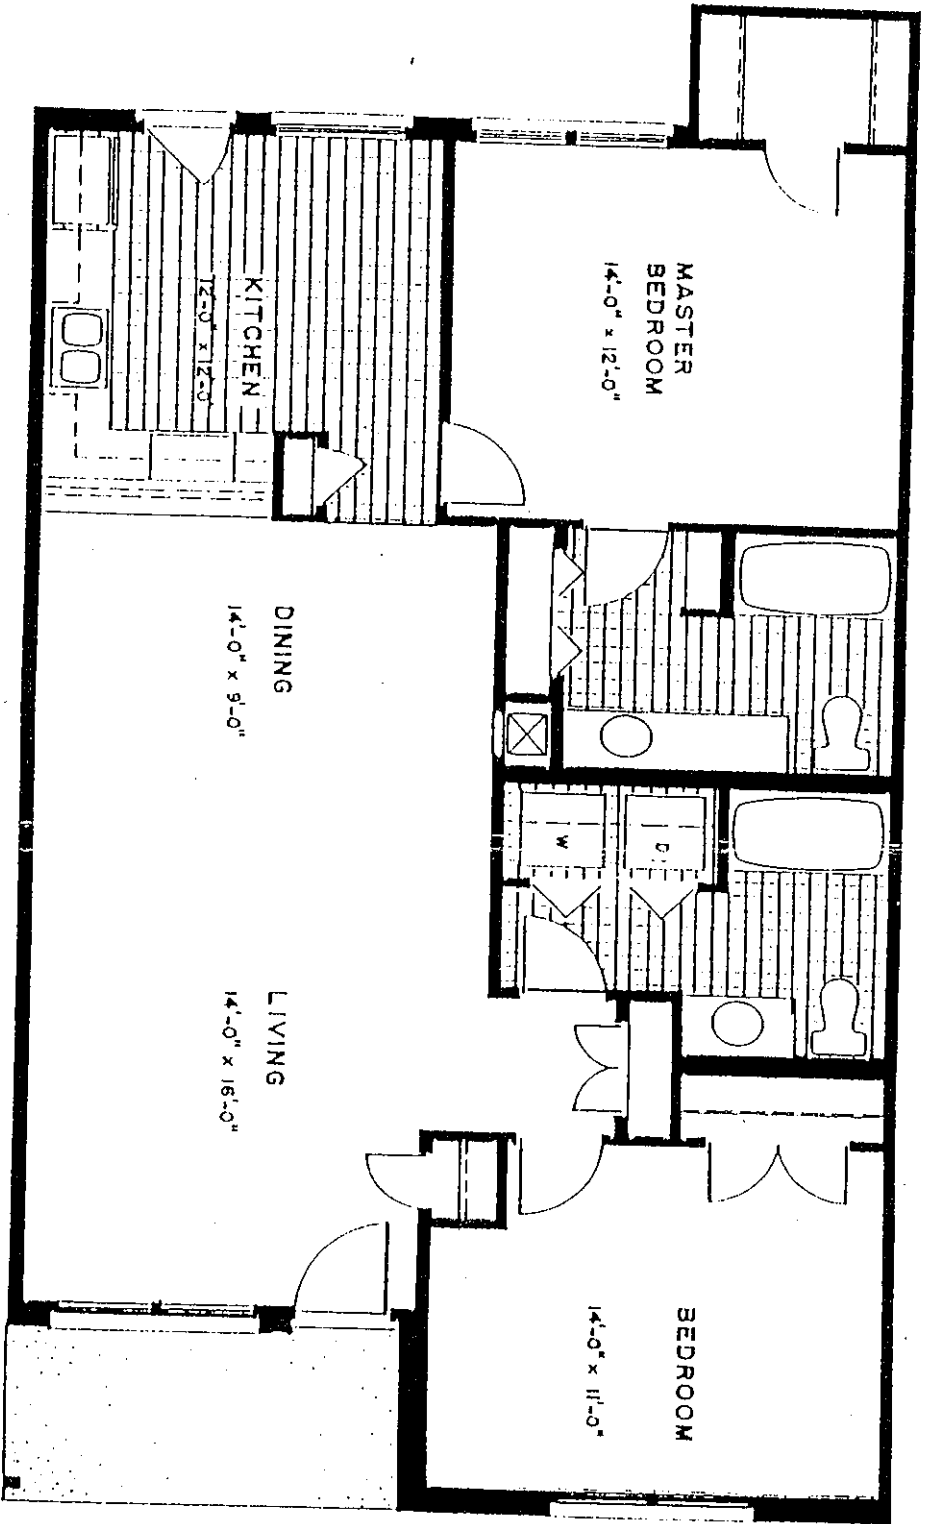 MASTER
BEDROOM
14'-0" x 12'-0"
KITCHEN
12'-0" x 12'-0"
DINING
14'-0" x 9'-0"
W
D
LIVING
14'-0" x 16'-0"
BEDROOM
14'-0" x 11'-0"